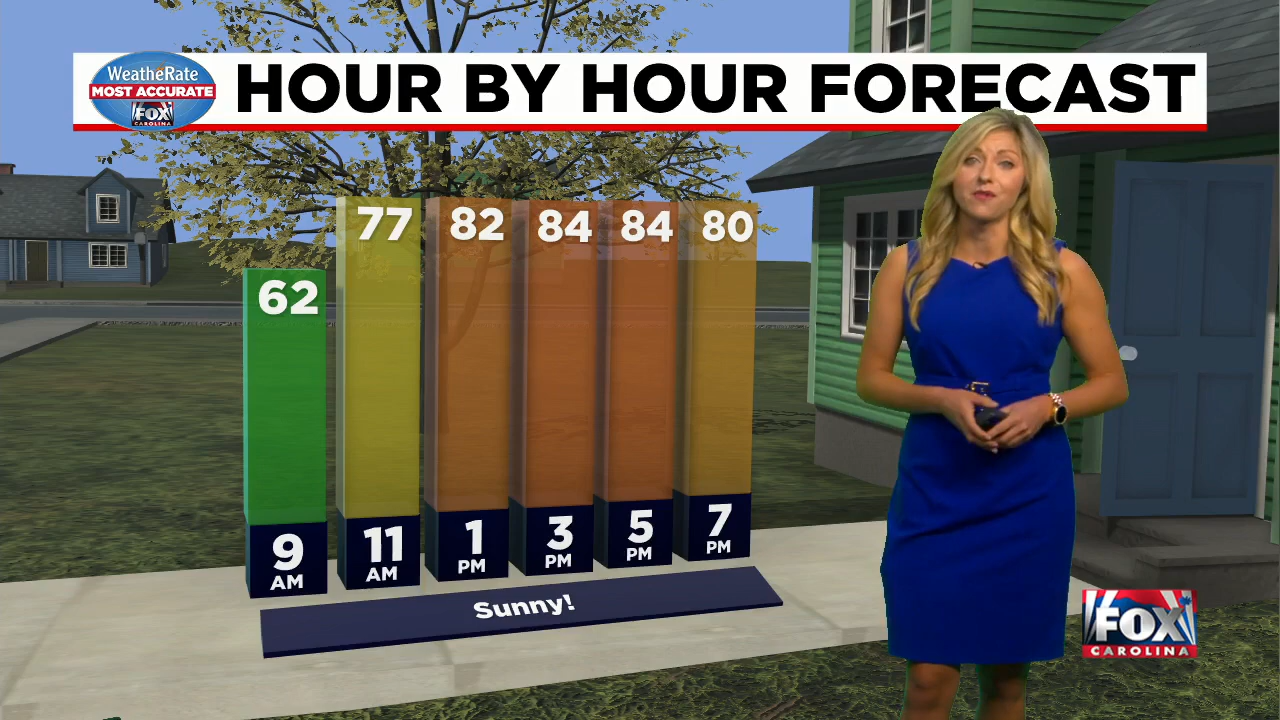 WeatheRate
MOST ACCURATE
FOX
CAROLINA
HOUR BY HOUR FORECAST
62
77
82
84
84
80
9
AM
11
AM
1
PM
3
PM
5
PM
7
PM
Sunny!
FOX
CAROLINA